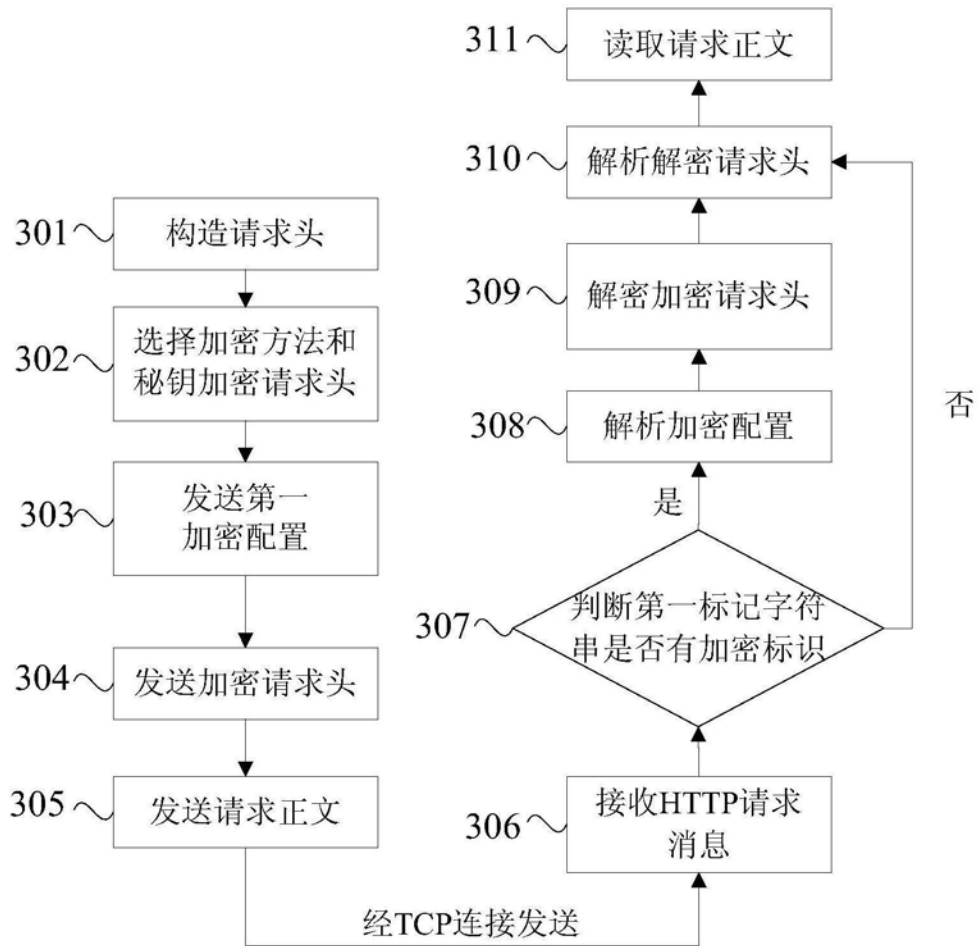 301
构造请求头
302
选择加密方法和
秘钥加密请求头
303
发送第一
加密配置
304
发送加密请求头
305
发送请求正文
经TCP连接发送
306
接收HTTP请求
消息
307
判断第一标记字符
串是否有加密标识
是
否
308
解析加密配置
309
解密加密请求头
310
解析解密请求头
311
读取请求正文